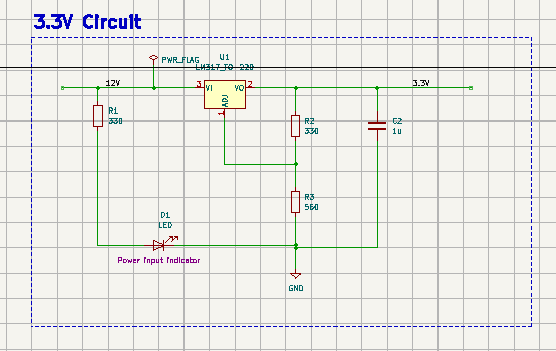 3.3V Circuit
U1
PWR_FLAG
LM317_TO-220
12V
3
VI
VO
2
3.3V
ADJ
1
R1
330
R2
330
C2
1u
R3
560
D1
LED
Power Input Indicator
GND